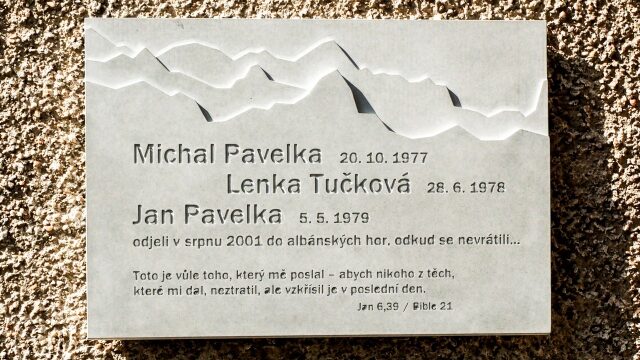 Michal Pavelka 20. 10. 1977
Lenka Tučková 28. 6. 1978
Jan Pavelka 5. 5. 1979
odjeli v srpnu 2001 do albánských hor, odkud se nevrátili...
Toto je vůle toho, který mě poslal – abych nikoho z těch,
které mi dal, neztratil, ale vzkřísil je v poslední den.
Jan 6,39 / Bible 21